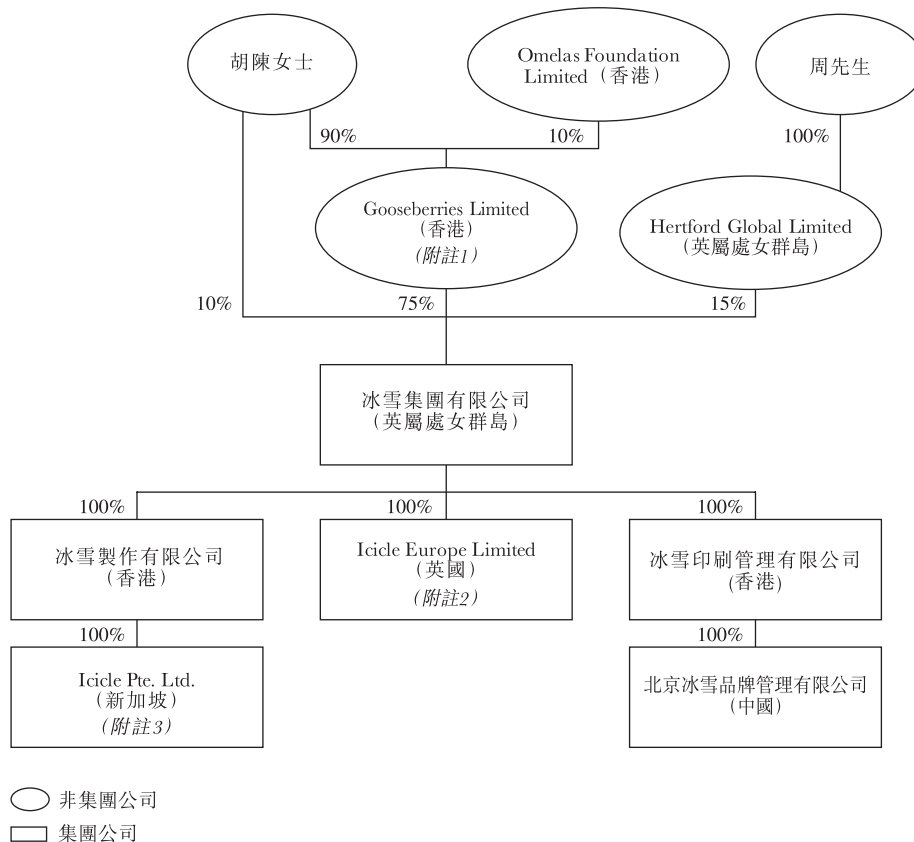 胡陳女士
Omelas Foundation
Limited（香港）
周先生
90%
10%
100%
Gooseberries Limited
（香港）
（附註1）
Hertford Global Limited
（英屬處女群島）
10%
75%
15%
冰雪集團有限公司
（英屬處女群島）
100%
100%
100%
冰雪製作有限公司
（香港）
Icicle Europe Limited
（英國）
（附註2）
冰雪印刷管理有限公司
(香港)
100%
100%
Icicle Pte. Ltd.
（新加坡）
（附註3）
北京冰雪品牌管理有限公司
(中國)
非集團公司
集團公司